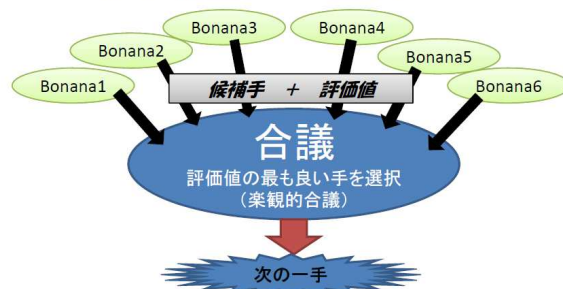 Bonana1
Bonana2
Bonana3
Bonana4
Bonana5
Bonana6
候補手 + 評価値
合議
評価値の最も良い手を選択
（楽観的合議）
次の一手